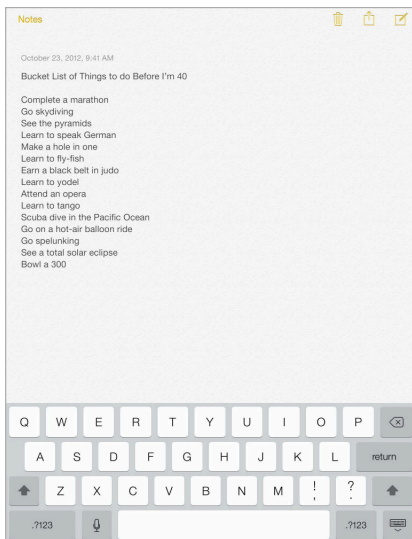 Notes
October 23, 2012, 9:41 AM
Bucket List of Things to do Before I'm 40
Complete a marathon
Go skydiving
See the pyramids
Learn to speak German
Make a hole in one
Learn to fly-fish
Earn a black belt in judo
Learn to yodel
Attend an opera
Learn to tango
Scuba dive in the Pacific Ocean
Go on a hot-air balloon ride
Go spelunking
See a total solar eclipse
Bowl a 300
Q W E R T Y U I O P
A S D F G H J K L return
Z X C V B N M ! , ? .
.?123 .?123